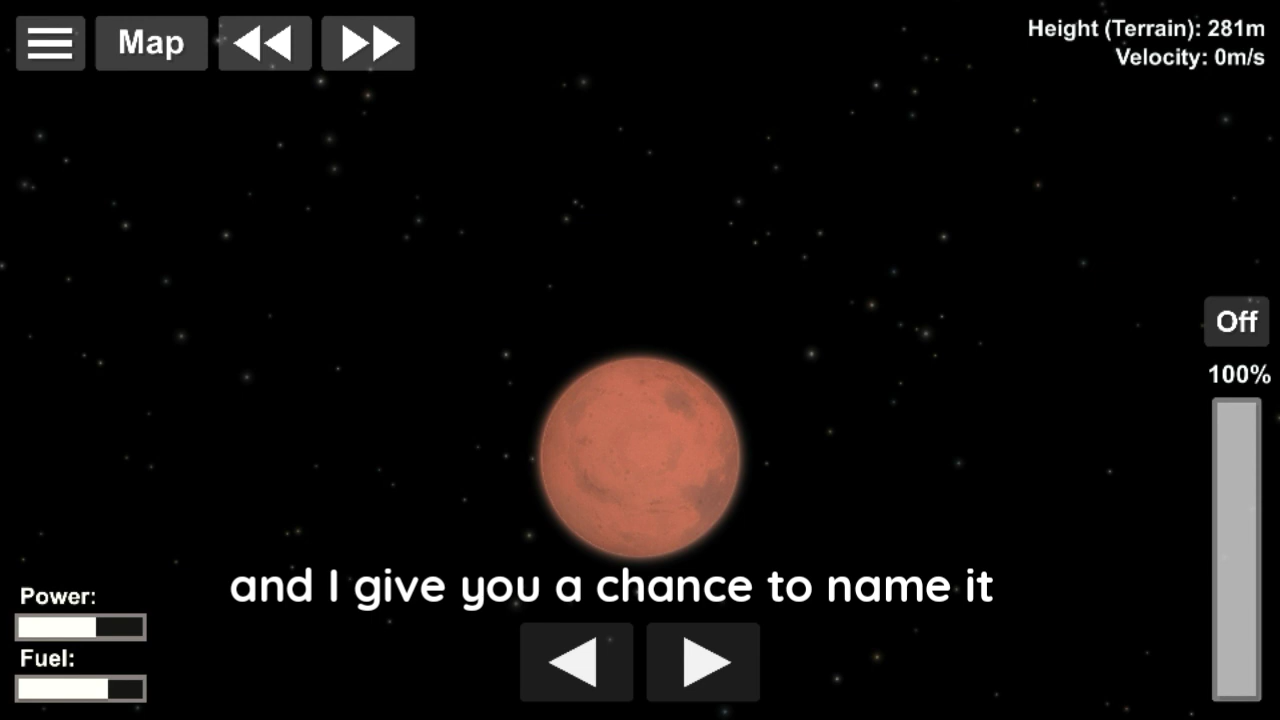 Map
Height (Terrain): 281m
Velocity: 0m/s
Off
100%
and I give you a chance to name it
Power:
Fuel: